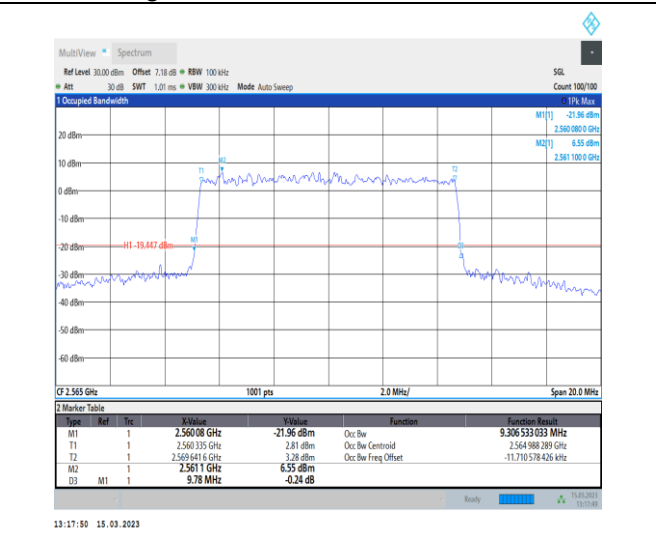 MultiView Spectrum
Ref Level 30.00 dBm Offset 7.18 dB RBW 100 kHz SGL
Att 30 dB SWT 1.01 ms VBW 300 kHz Mode Auto Sweep Count 100/100
1 Occupied Bandwidth 1Pk Max
M1[1] -21.96 dBm
2.560 080 0 GHz
M2[1] 6.55 dBm
2.561 100 0 GHz
20 dBm
10 dBm
0 dBm
-10 dBm
-20 dBm
-30 dBm
-40 dBm
-50 dBm
-60 dBm
T1 M2 T2
H1 -19.447 dBm M1
CF 2.565 GHz 1001 pts 2.0 MHz/ Span 20.0 MHz
2 Marker Table
Type Ref Trc X-Value Y-Value Function Function Result
M1 1 2.56008 GHz -21.96 dBm Occ Bw 9.306 533 033 MHz
T1 1 2.560 335 GHz 2.81 dBm Occ Bw Centroid 2.564 988 289 GHz
T2 1 2.569 641 6 GHz 3.28 dBm Occ Bw Freq Offset -11.710 578 426 kHz
M2 1 2.5611 GHz 6.55 dBm
D3 M1 1 9.78 MHz -0.24 dB
Ready 15.03.2023
13:17:50 15.03.2023